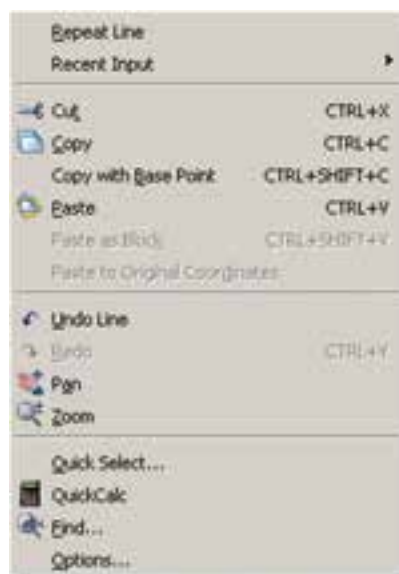 Repeat Line
Recent Input
Cut CTRL+X
Copy CTRL+C
Copy with Base Point CTRL+SHIFT+C
Paste CTRL+V
Paste as Block CTRL+SHIFT+V
Paste to Original Coordinates
Undo Line
Redo CTRL+Y
Pan
Zoom
Quick Select...
QuickCalc
Find...
Options...